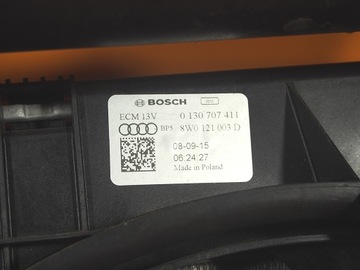 BOSCH
ECM 13V 0 130 707 411
BP5 8W0 121 003 D
08-09-15
06:24:27
Made in Poland